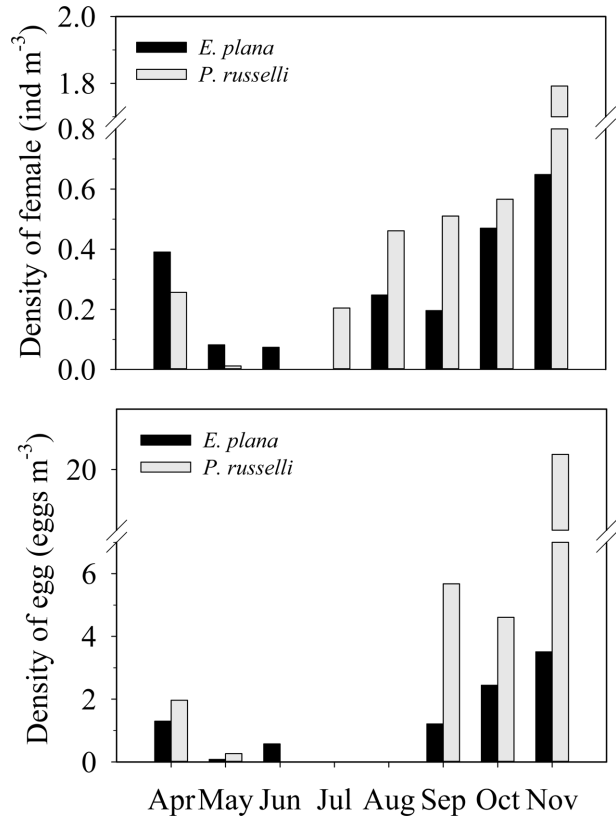 Density of female (ind m⁻³)
2.0
1.8
0.8
0.6
0.4
0.2
0.0
E. plana
P. russelli
Density of egg (eggs m⁻³)
20
6
4
2
0
E. plana
P. russelli
Apr May Jun Jul Aug Sep Oct Nov